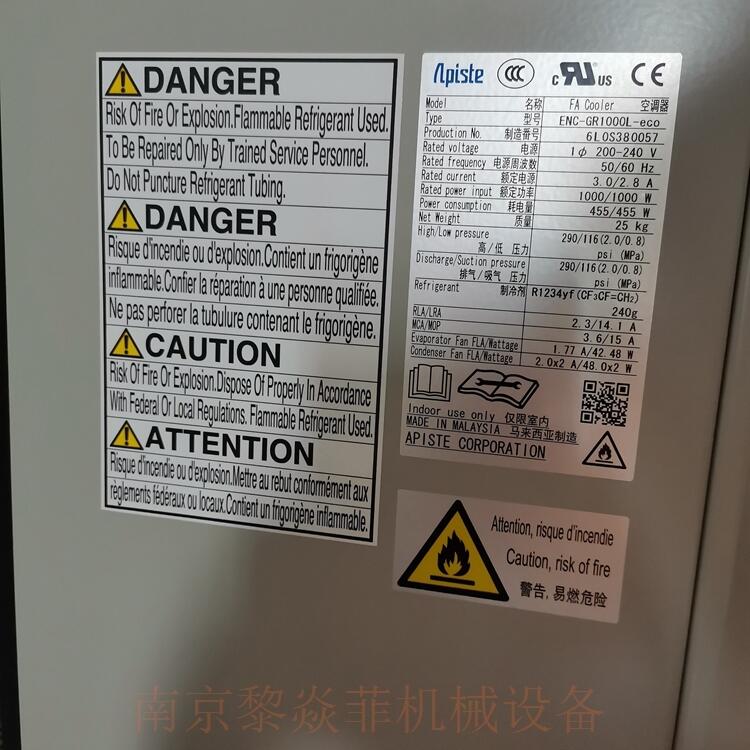 DANGER
Risk Of Fire Or Explosion.Flammable Refrigerant Used.
To Be Repaired Only By Trained Service Personnel.
Do Not Puncture Refrigerant Tubing.
DANGER
Risque d'incendie ou d'explosion.Contient un frigorigène
inflammable.Confier la réparation à une personne qualifiée.
Ne pas perforer la tubulure contenant le frigorigène.
CAUTION
Risk Of Fire Or Explosion.Dispose Of Properly In Accordance
With Federal Or Local Regulations. Flammable Refrigerant Used.
ATTENTION
Risque d'incendie ou d'explosion.Mettre au rebut conformément aux
règlements fédéraux ou locaux.Contient un frigorigène inflammable.
Apiste CCC c RU US CE
Model 名称 FA Cooler 空调器
Type 型号 ENC-GR1000L-eco
Production No. 制造番号 6L0S380057
Rated voltage 电源 1φ 200-240 V
Rated frequency 电源周波数 50/60 Hz
Rated current 额定电源 3.0/2.8 A
Rated power input 额定功率 1000/1000 W
Power consumption 耗电量 455/455 W
Net Weight 质量 25 kg
High/Low pressure 290/116(2.0/0.8)
高/低 压力 psi (MPa)
Discharge/Suction pressure 290/116(2.0/0.8)
排气/吸气 压力 psi (MPa)
Refrigerant 制冷剂 R1234yf(CF3CF=CH2)
240g
RLA/LRA 2.3/14.1 A
MCA/MOP 3.6/15 A
Evaporator Fan FLA/Wattage 1.77 A/42.48 W
Condenser Fan FLA/Wattage 2.0x2 A/48.0x2 W
Indoor use only 仅限室内
MADE IN MALAYSIA 马来西亚制造
APISTE CORPORATION
Attention, risque d'incendie
Caution, risk of fire
警告, 易燃危险
南京黎焱菲机械设备